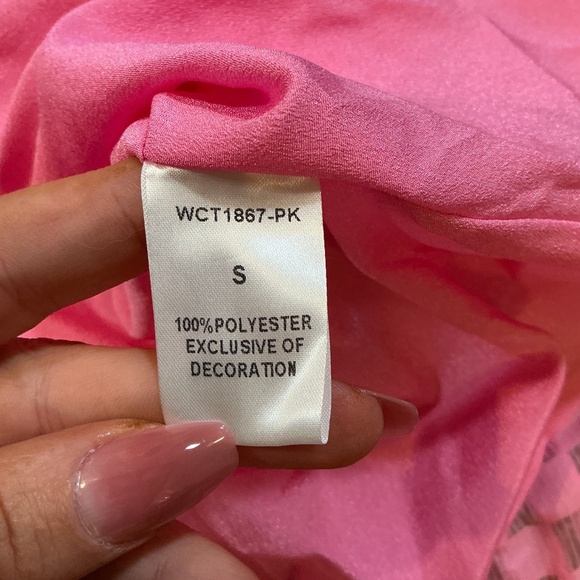 WCT1867-PK
S
100%POLYESTER
EXCLUSIVE OF
DECORATION